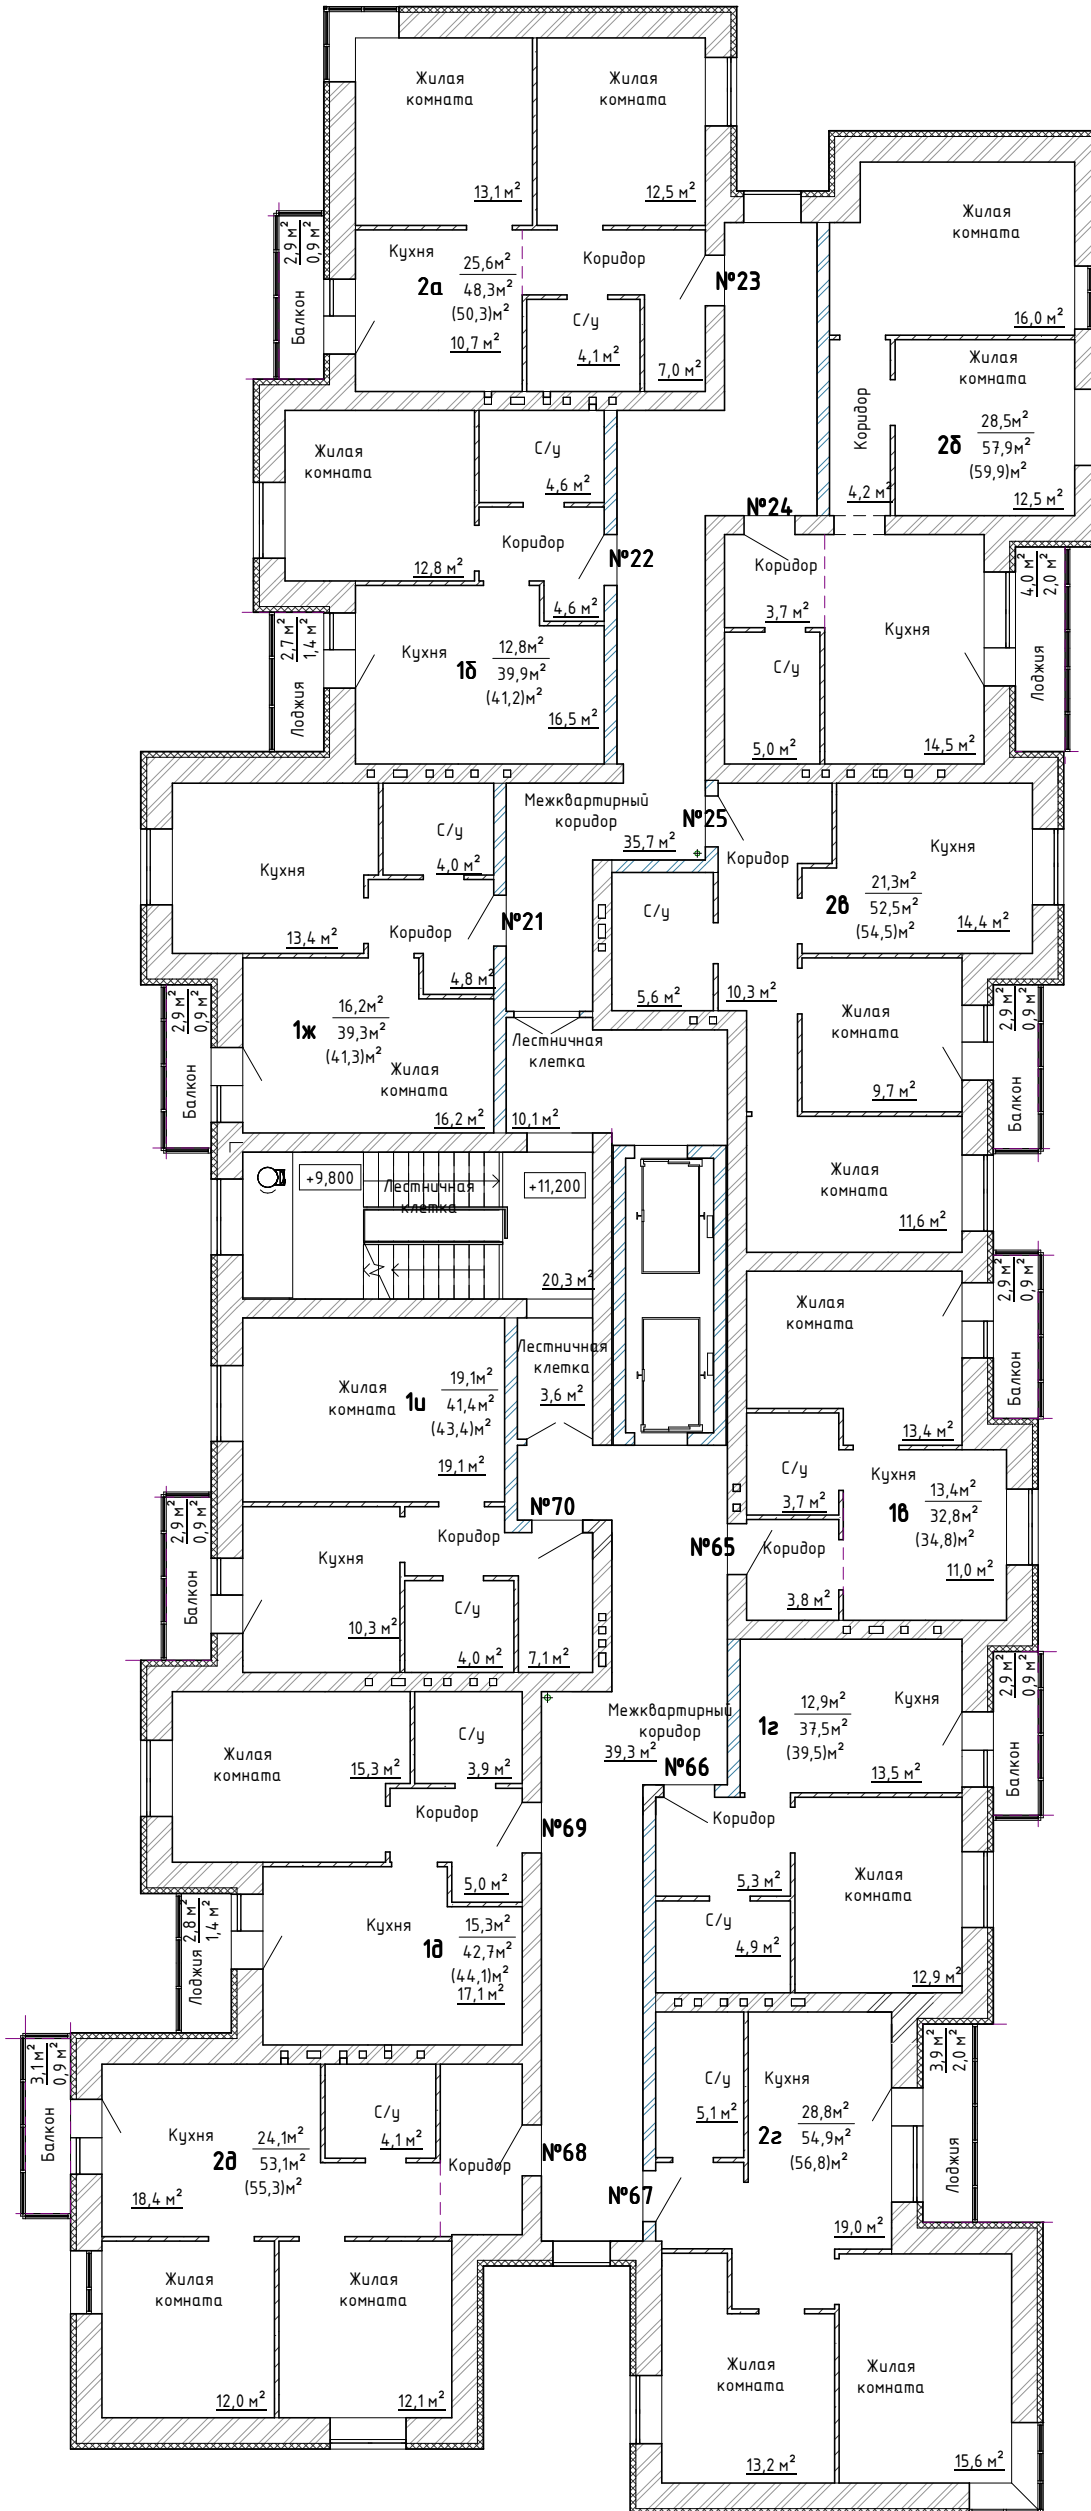 Жилая
комната
13,1 м²
Жилая
комната
12,5 м²
2,9 м²
0,9 м²
Балкон
Кухня
2а
25,6м²
48,3м²
(50,3)м²
10,7 м²
Коридор
С/у
4,1 м²
7,0 м²
№23
Жилая
комната
16,0 м²
Жилая
комната
2б
28,5м²
57,9м²
(59,9)м²
12,5 м²
Коридор
4,2 м²
№24
Жилая
комната
12,8 м²
С/у
4,6 м²
Коридор
4,6 м²
№22
2,7 м²
1,4 м²
Лоджия
Кухня
1б
12,8м²
39,9м²
(41,2)м²
16,5 м²
Коридор
3,7 м²
С/у
5,0 м²
Кухня
14,5 м²
4,0 м²
2,0 м²
Лоджия
Межквартирный
коридор
35,7 м²
№25
Кухня
13,4 м²
С/у
4,0 м²
Коридор
4,8 м²
№21
С/у
5,6 м²
Коридор
10,3 м²
Кухня
2в
21,3м²
52,5м²
(54,5)м²
14,4 м²
2,9 м²
0,9 м²
Балкон
1ж
16,2м²
39,3м²
(41,3)м²
Жилая
комната
16,2 м²
Лестничная
клетка
10,1 м²
Жилая
комната
9,7 м²
2,9 м²
0,9 м²
Балкон
Жилая
комната
11,6 м²
+9,800
Лестничная
клетка
+11,200
20,3 м²
Жилая
комната
13,4 м²
2,9 м²
0,9 м²
Балкон
Жилая
комната
1и
19,1м²
41,4м²
(43,4)м²
19,1 м²
Лестничная
клетка
3,6 м²
№70
С/у
3,7 м²
Кухня
1в
13,4м²
32,8м²
(34,8)м²
11,0 м²
№65
Коридор
3,8 м²
2,9 м²
0,9 м²
Балкон
Кухня
10,3 м²
Коридор
С/у
4,0 м²
7,1 м²
Межквартирный
коридор
39,3 м²
№66
1г
12,9м²
37,5м²
(39,5)м²
Кухня
13,5 м²
2,9 м²
0,9 м²
Балкон
Жилая
комната
15,3 м²
С/у
3,9 м²
Коридор
5,0 м²
№69
Коридор
5,3 м²
С/у
4,9 м²
Жилая
комната
12,9 м²
2,8 м²
1,4 м²
Лоджия
Кухня
1д
15,3м²
42,7м²
(44,1)м²
17,1 м²
3,1 м²
0,9 м²
Балкон
Кухня
2д
24,1м²
53,1м²
(55,3)м²
18,4 м²
С/у
4,1 м²
Коридор
№68
С/у
5,1 м²
Кухня
2г
28,8м²
54,9м²
(56,8)м²
19,0 м²
№67
3,9 м²
2,0 м²
Лоджия
Жилая
комната
12,0 м²
Жилая
комната
12,1 м²
Жилая
комната
13,2 м²
Жилая
комната
15,6 м²